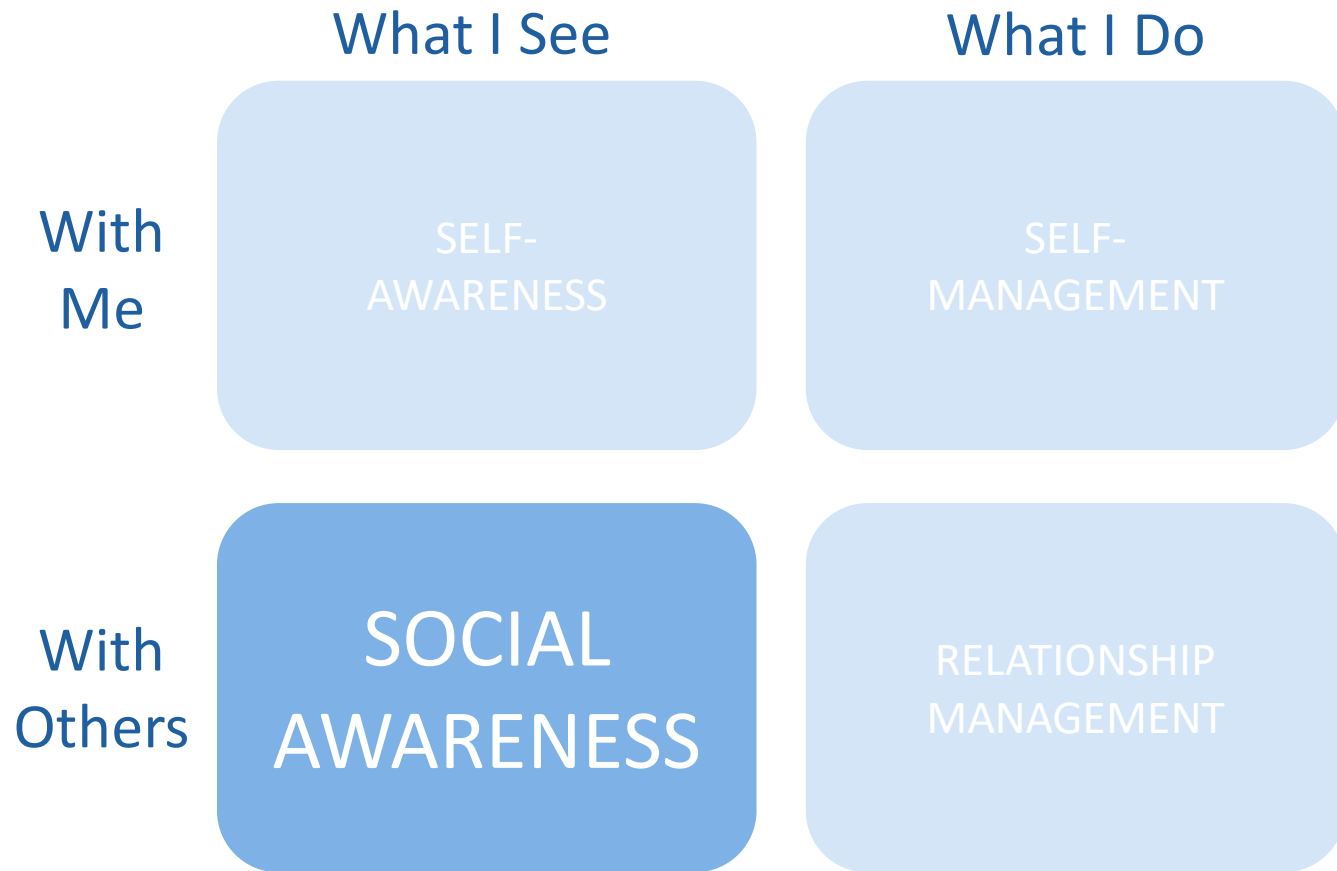 What I See
What I Do
With
Me
SELF-
AWARENESS
SELF-
MANAGEMENT
With
Others
SOCIAL
AWARENESS
RELATIONSHIP
MANAGEMENT